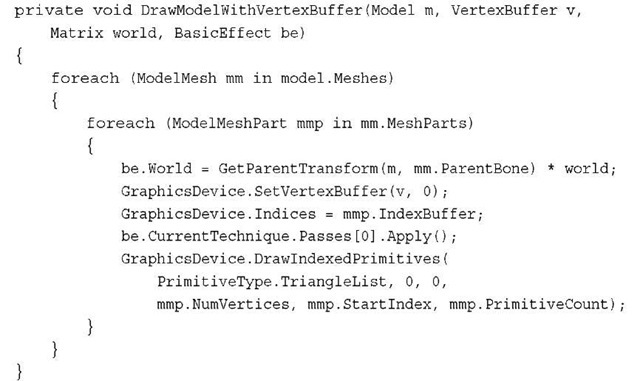 private void DrawModelWithVertexBuffer(Model m, VertexBuffer v,
    Matrix world, BasicEffect be)
{
    foreach (ModelMesh mm in model.Meshes)
    {
        foreach (ModelMeshPart mmp in mm.MeshParts)
        {
            be.World = GetParentTransform(m, mm.ParentBone) * world;
            GraphicsDevice.SetVertexBuffer(v, 0);
            GraphicsDevice.Indices = mmp.IndexBuffer;
            be.CurrentTechnique.Passes[0].Apply();
            GraphicsDevice.DrawIndexedPrimitives(
                PrimitiveType.TriangleList, 0, 0,
                mmp.NumVertices, mmp.StartIndex, mmp.PrimitiveCount);
        }
    }
}